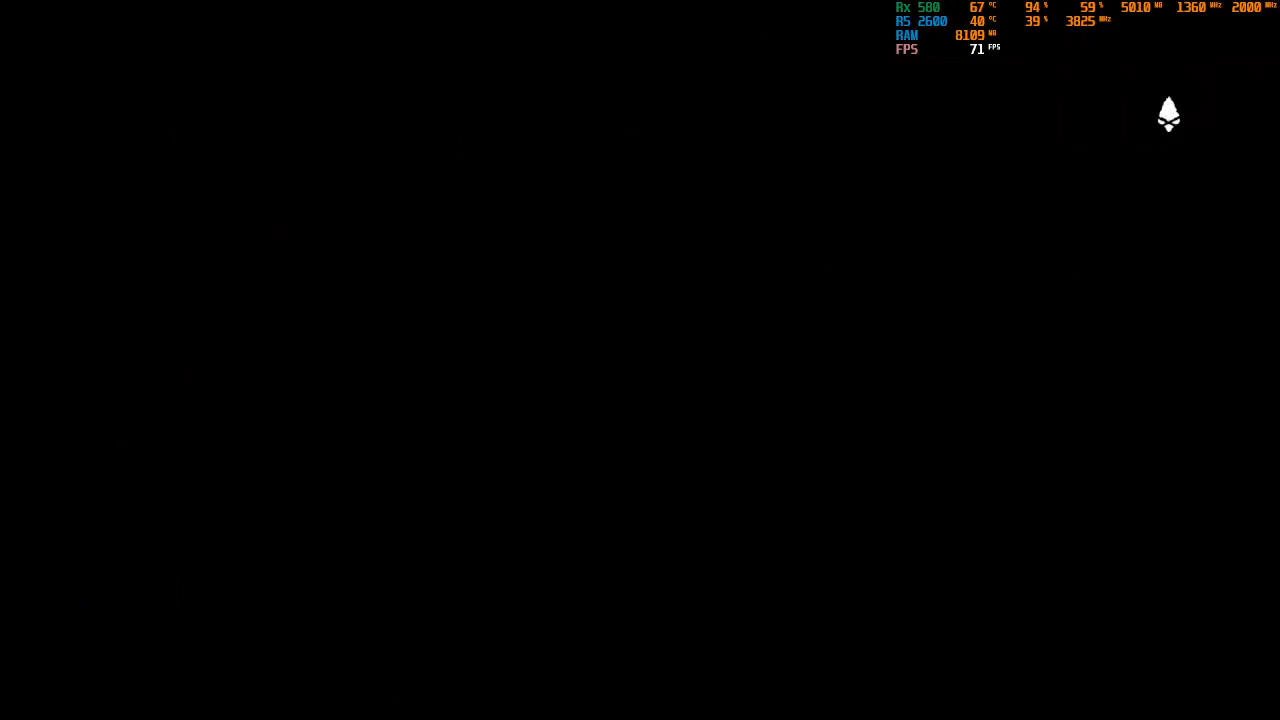 Rx 580 67 °C 94 % 59 % 5010 MB 1360 MHz 2000 MHz
R5 2600 40 °C 39 % 3825 MHz
RAM 8109 MB
FPS 71 FPS